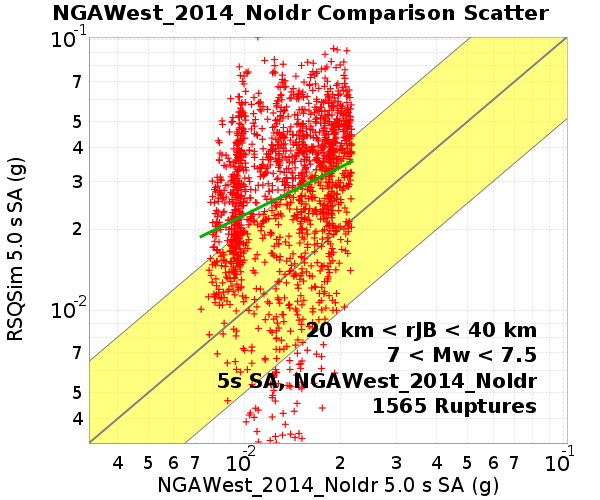 NGAWest_2014_NoIdr Comparison Scatter
10-1
7
5
4
3
2
10-2
7
5
4
RSQSim 5.0 s SA (g)
20 km < rJB < 40 km
7 < Mw < 7.5
5s SA, NGAWest_2014_NoIdr
1565 Ruptures
4 5 6 7 10-2 2 3 4 5 6 7 10-1
NGAWest_2014_NoIdr 5.0 s SA (g)